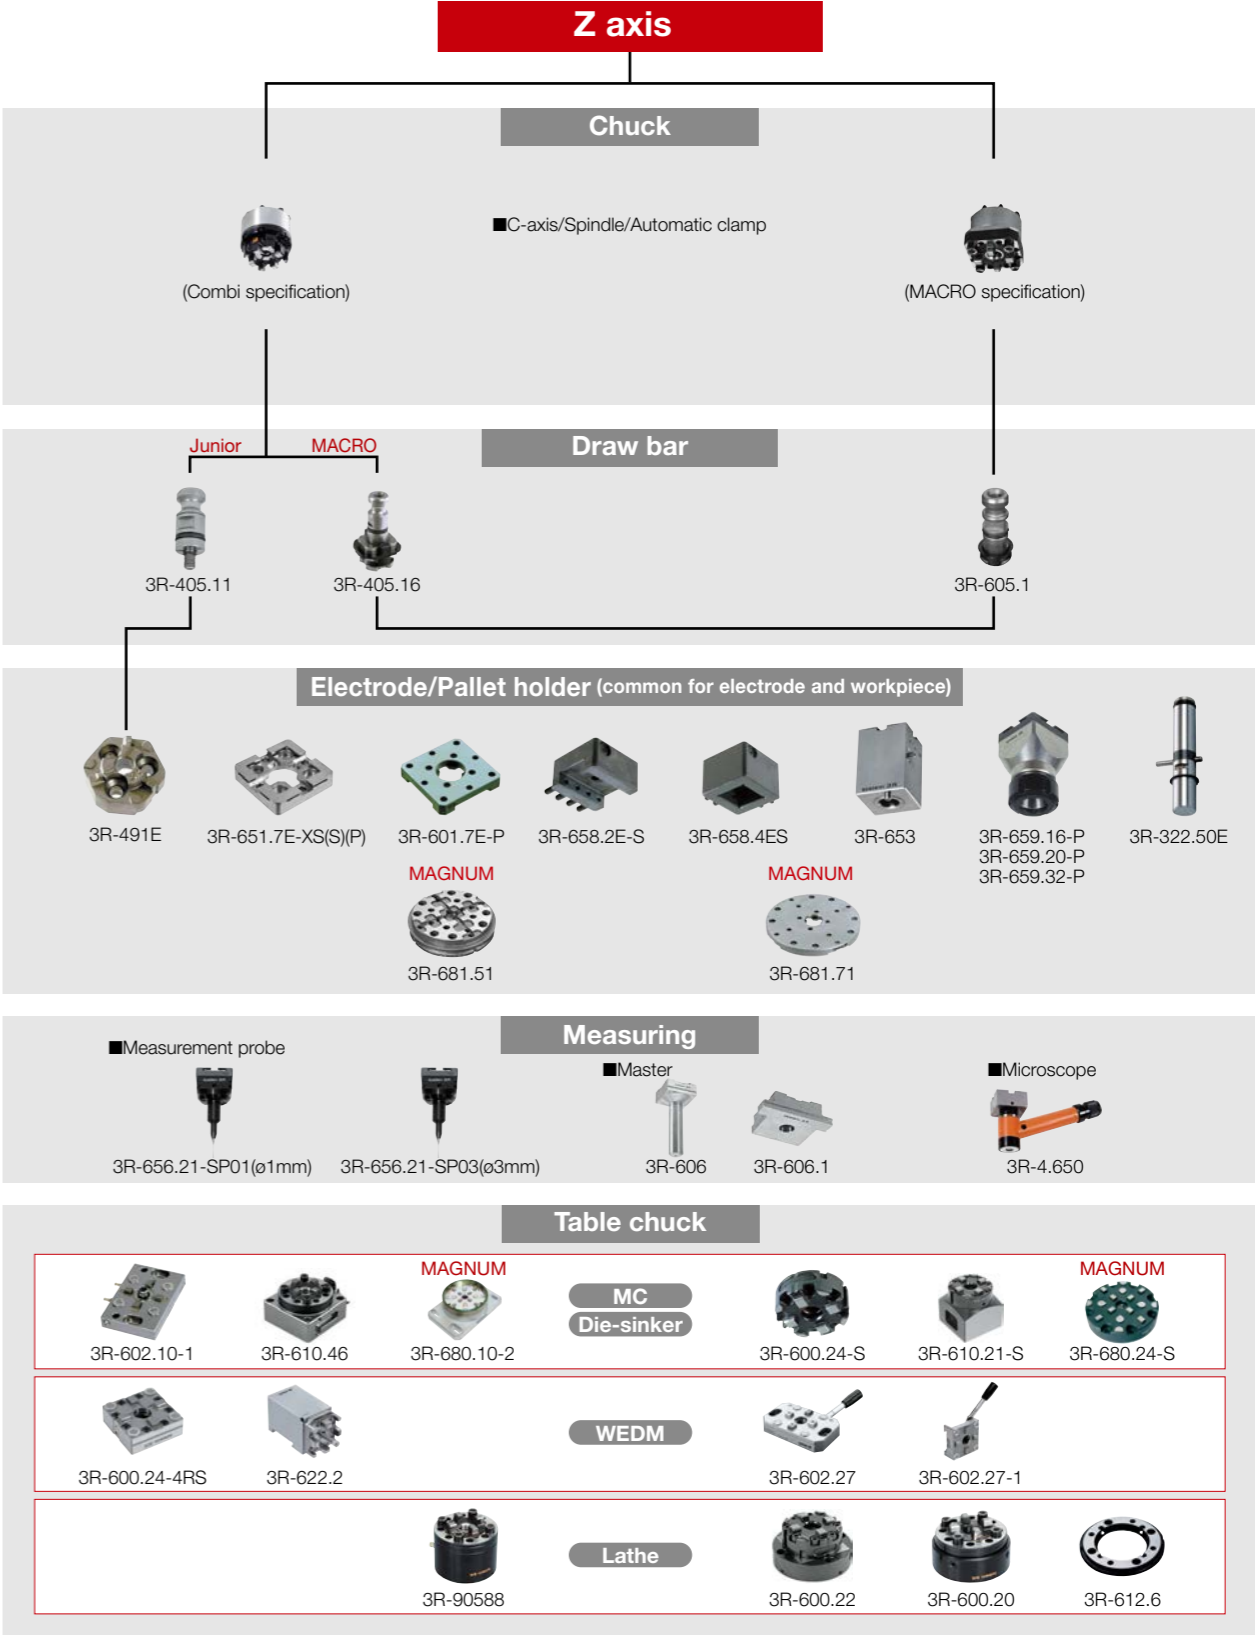 Z axis
Chuck
■C-axis/Spindle/Automatic clamp
(Combi specification)
(MACRO specification)
Draw bar
Junior
MACRO
3R-405.11
3R-405.16
3R-605.1
Electrode/Pallet holder (common for electrode and workpiece)
3R-491E
3R-651.7E-XS(S)(P)
3R-601.7E-P
3R-658.2E-S
3R-658.4ES
3R-653
3R-659.16-P
3R-659.20-P
3R-659.32-P
3R-322.50E
MAGNUM
MAGNUM
3R-681.51
3R-681.71
Measuring
■Measurement probe
■Master
■Microscope
3R-656.21-SP01(ø1mm)
3R-656.21-SP03(ø3mm)
3R-606
3R-606.1
3R-4.650
Table chuck
MAGNUM
MAGNUM
MC
Die-sinker
3R-602.10-1
3R-610.46
3R-680.10-2
3R-600.24-S
3R-610.21-S
3R-680.24-S
WEDM
3R-600.24-4RS
3R-622.2
3R-602.27
3R-602.27-1
Lathe
3R-90588
3R-600.22
3R-600.20
3R-612.6